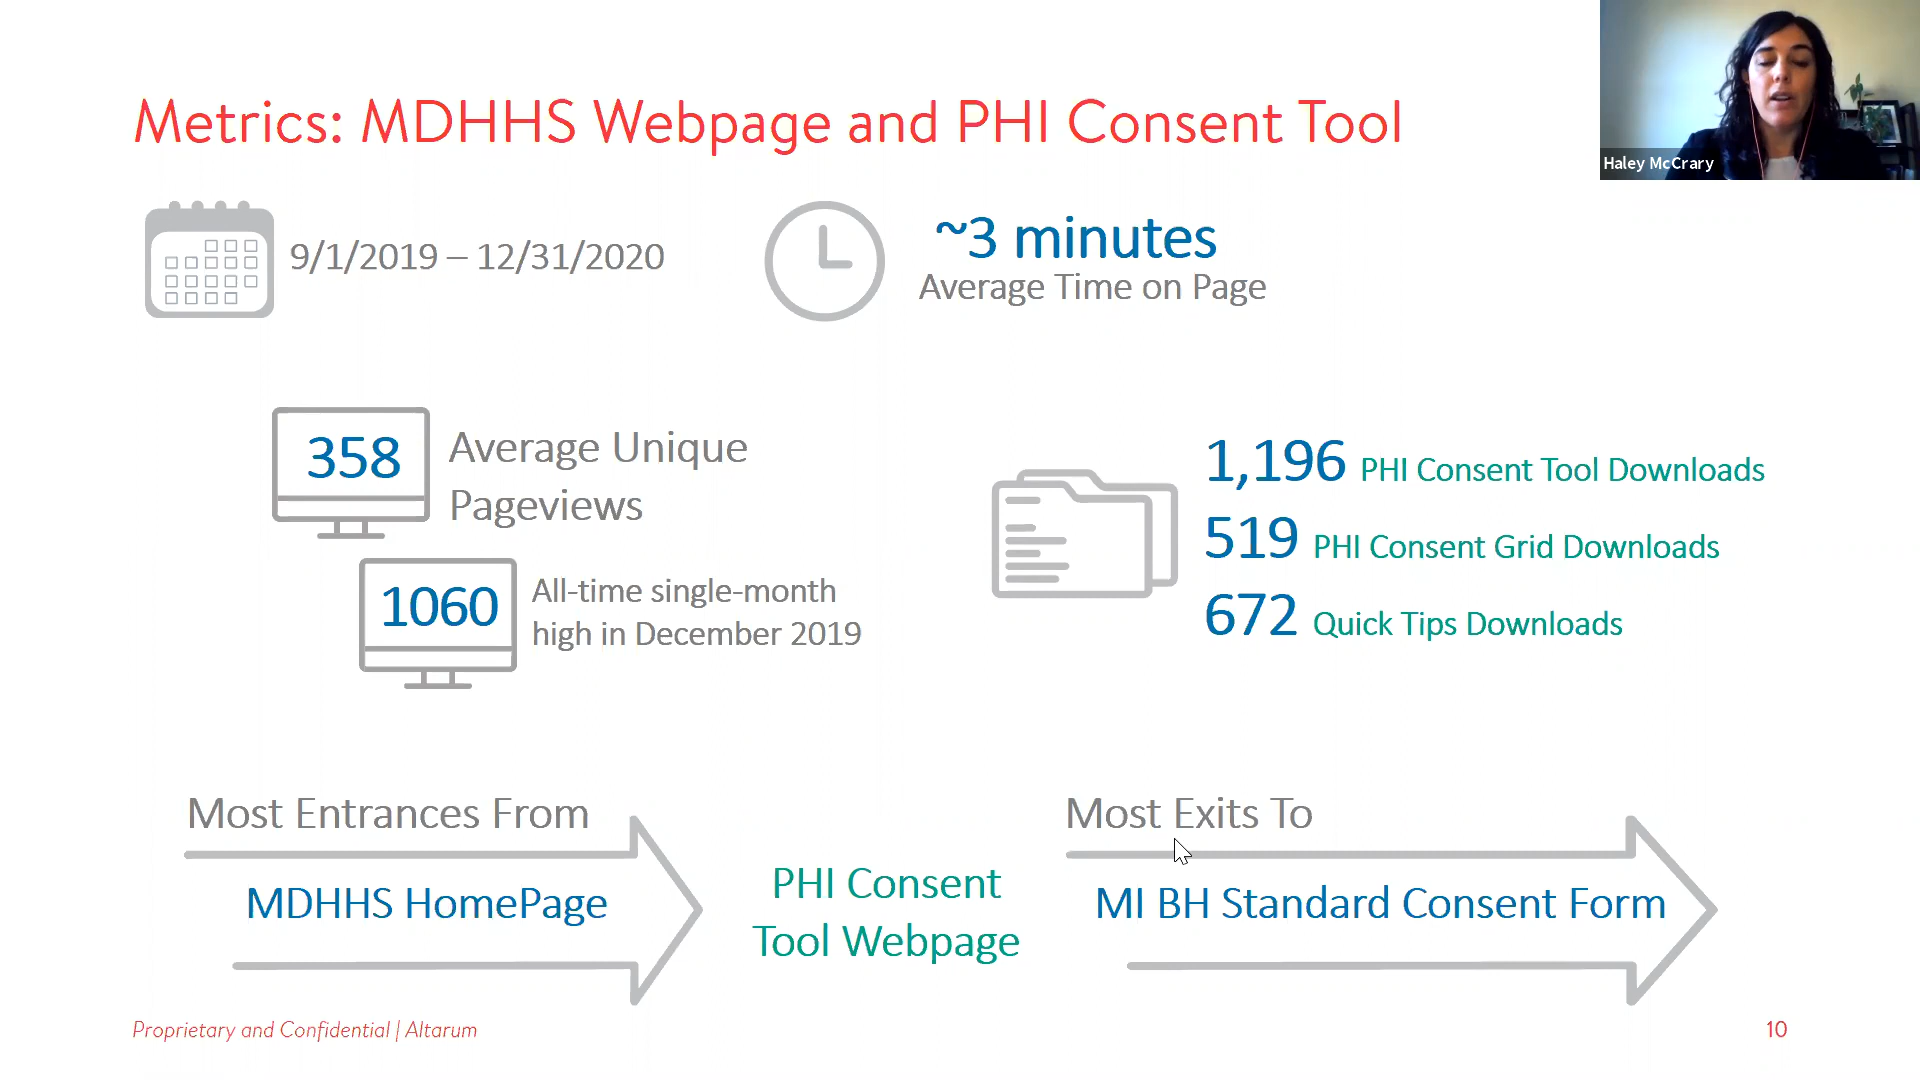 Metrics: MDHHS Webpage and PHI Consent Tool
Haley McCrary
9/1/2019 – 12/31/2020
~3 minutes
Average Time on Page
358
Average Unique
Pageviews
1060
All-time single-month
high in December 2019
1,196 PHI Consent Tool Downloads
519 PHI Consent Grid Downloads
672 Quick Tips Downloads
Most Entrances From
MDHHS HomePage
PHI Consent
Tool Webpage
Most Exits To
MI BH Standard Consent Form
Proprietary and Confidential | Altarum
10